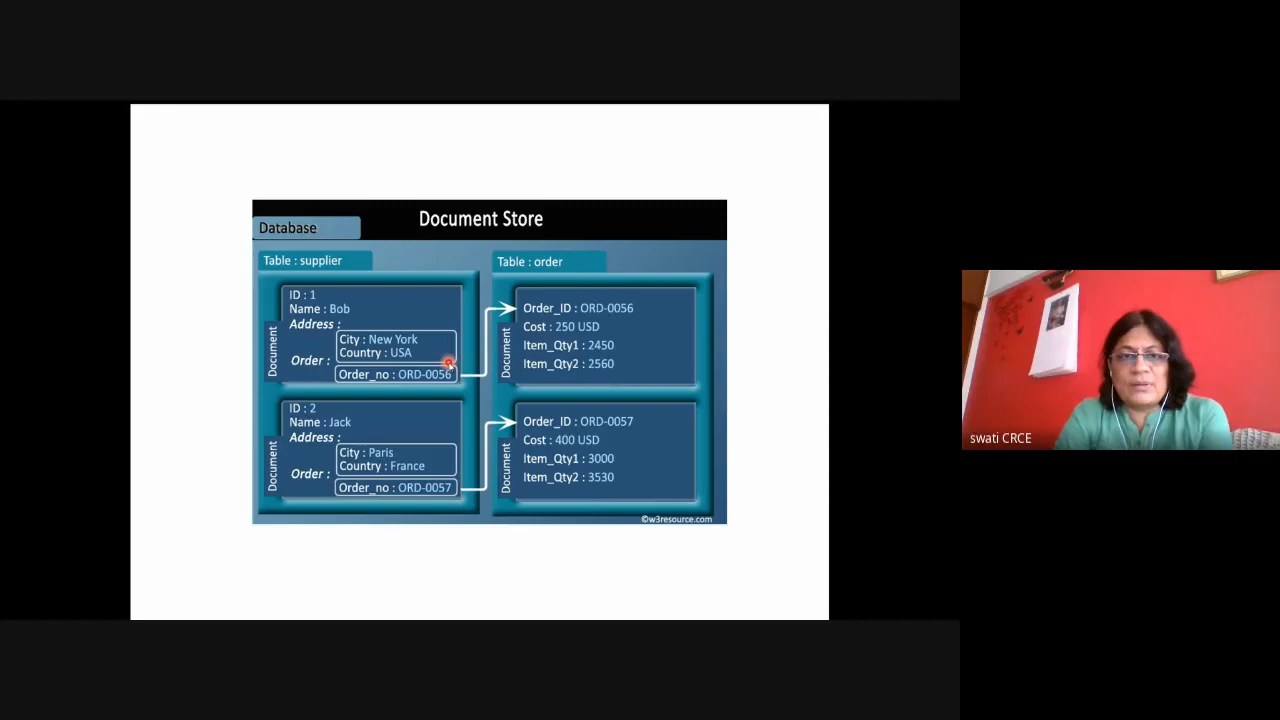 Document Store
Database
Table : supplier
Document
ID : 1
Name : Bob
Address :
City : New York
Country : USA
Order :
Order_no : ORD-0056
Document
ID : 2
Name : Jack
Address :
City : Paris
Country : France
Order :
Order_no : ORD-0057
Table : order
Document
Order_ID : ORD-0056
Cost : 250 USD
Item_Qty1 : 2450
Item_Qty2 : 2560
Document
Order_ID : ORD-0057
Cost : 400 USD
Item_Qty1 : 3000
Item_Qty2 : 3530
©w3resource.com
swati CRCE